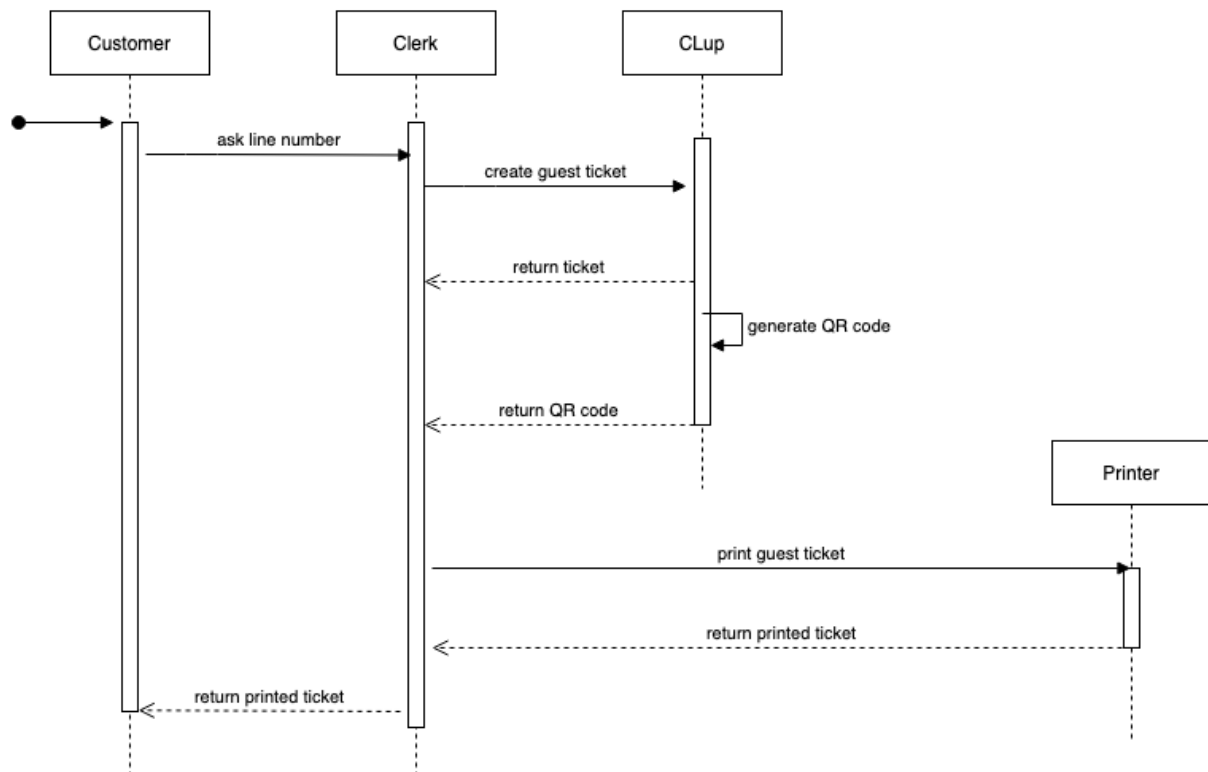 Customer
Clerk
CLup
ask line number
create guest ticket
return ticket
generate QR code
return QR code
Printer
print guest ticket
return printed ticket
return printed ticket